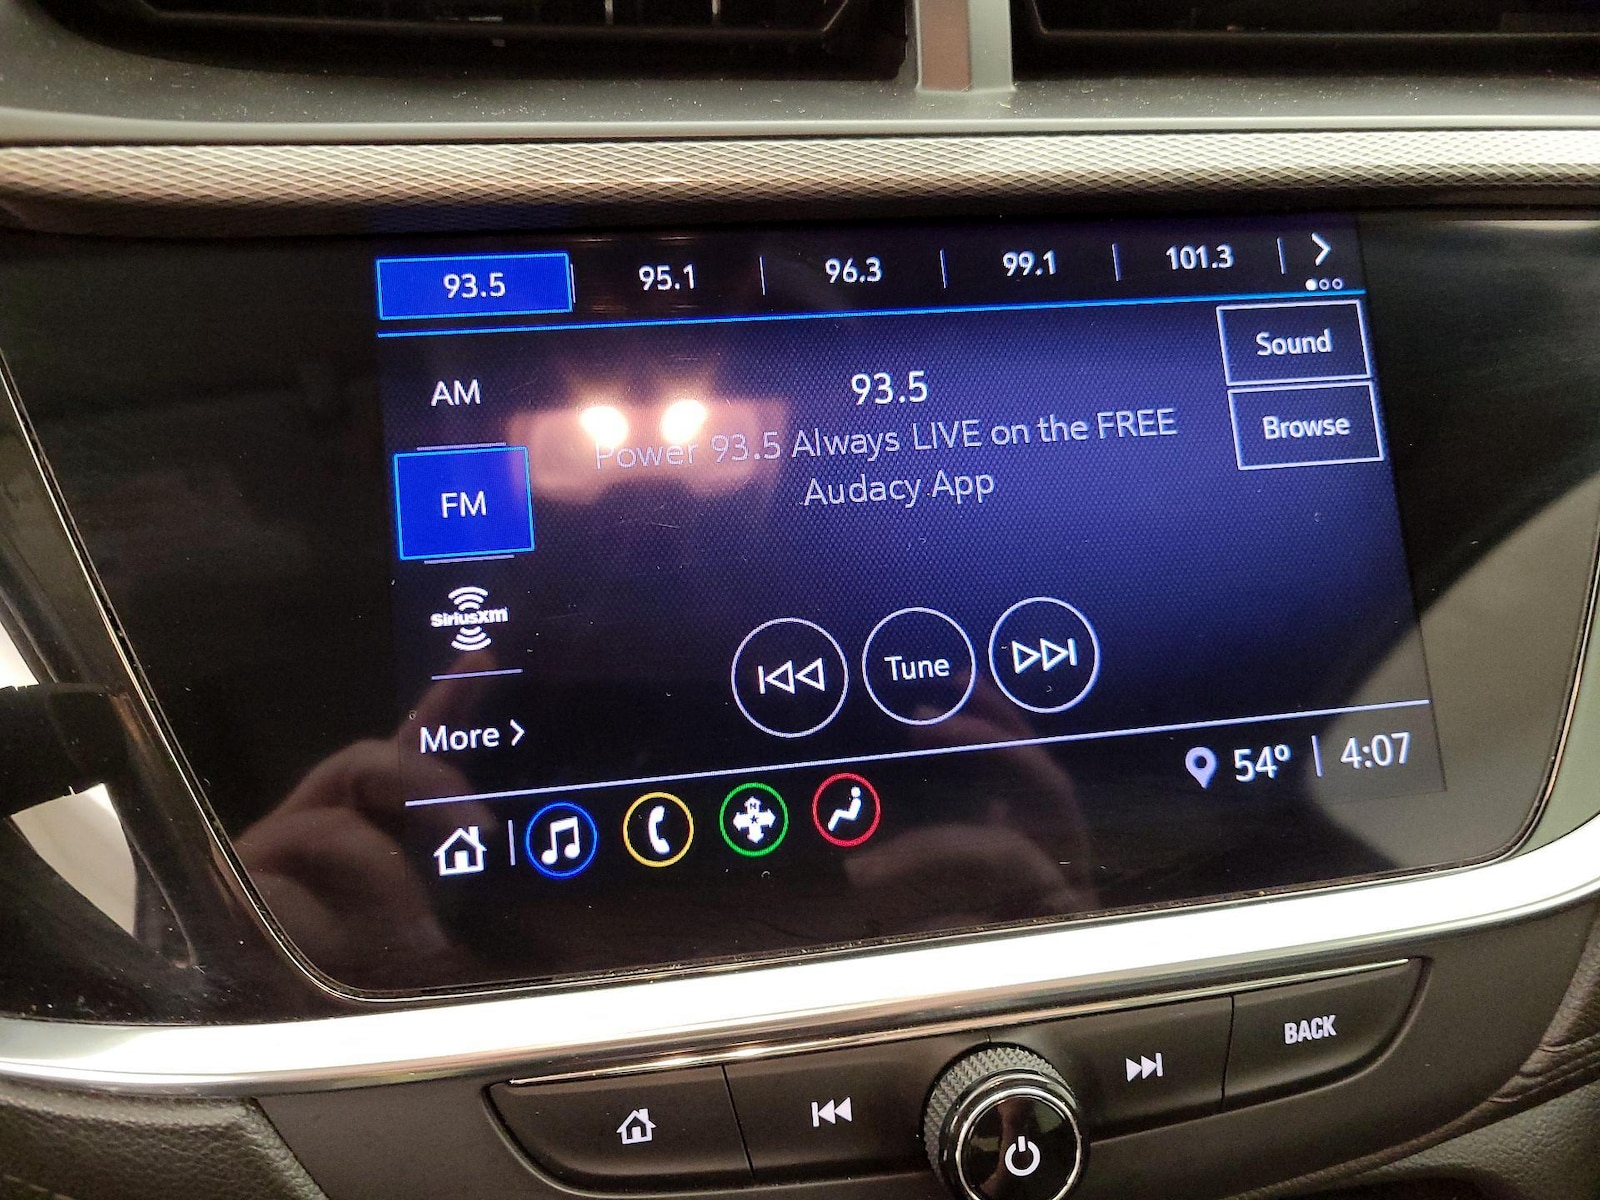 93.5 95.1 96.3 99.1 101.3
Sound
AM
93.5
Power 93.5 Always LIVE on the FREE
Audacy App
Browse
FM
SiriusXM
Tune
More
54° 4:07
N
BACK